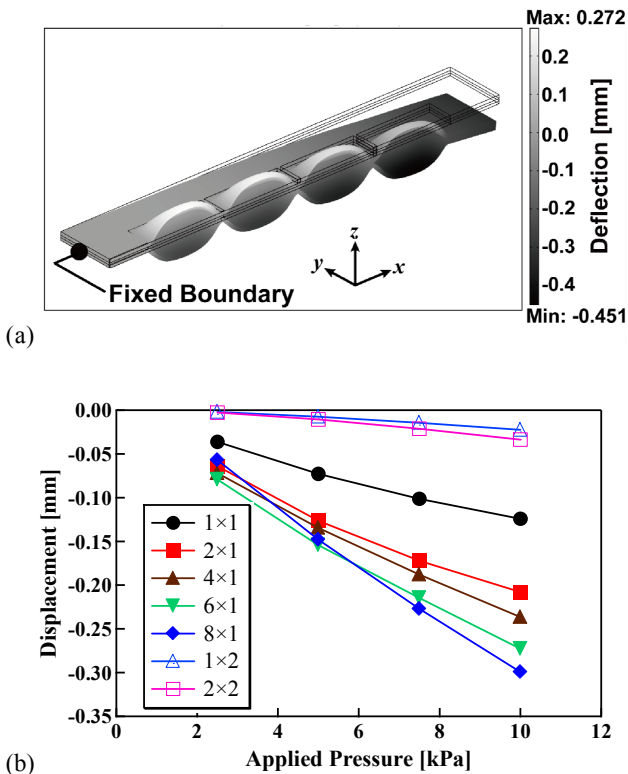 Max: 0.272
0.2
0.1
0.0
-0.1
-0.2
-0.3
-0.4
Deflection [mm]
Min: -0.451
z
y
x
Fixed Boundary
(a)
0.00
-0.05
-0.10
-0.15
-0.20
-0.25
-0.30
-0.35
Displacement [mm]
1×1
2×1
4×1
6×1
8×1
1×2
2×2
0 2 4 6 8 10 12
Applied Pressure [kPa]
(b)